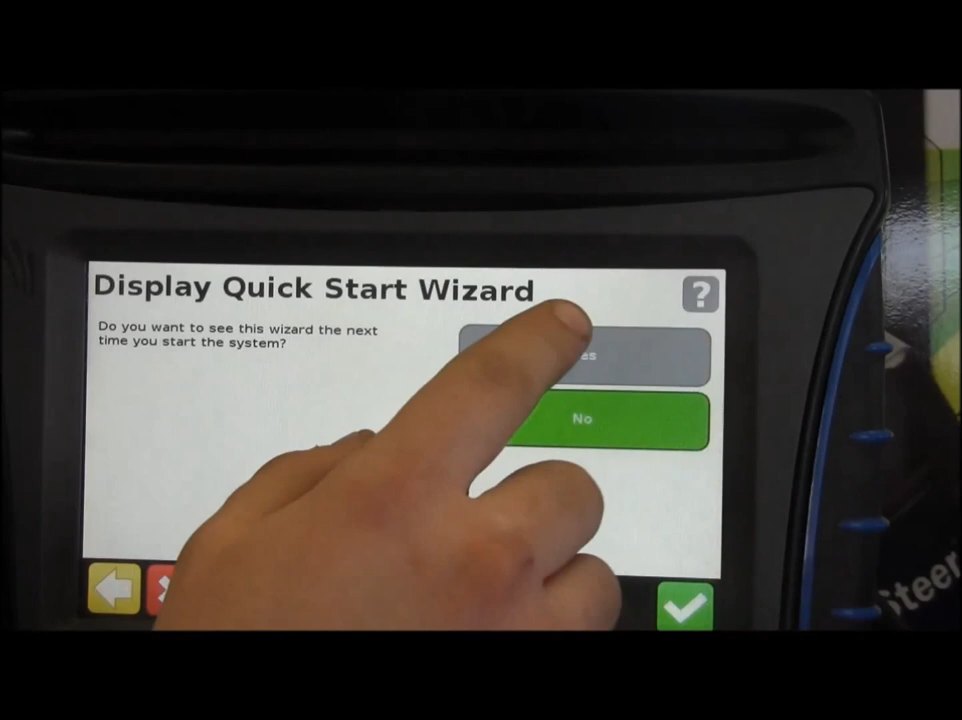 Display Quick Start Wizard
?
Do you want to see this wizard the next
time you start the system?
No